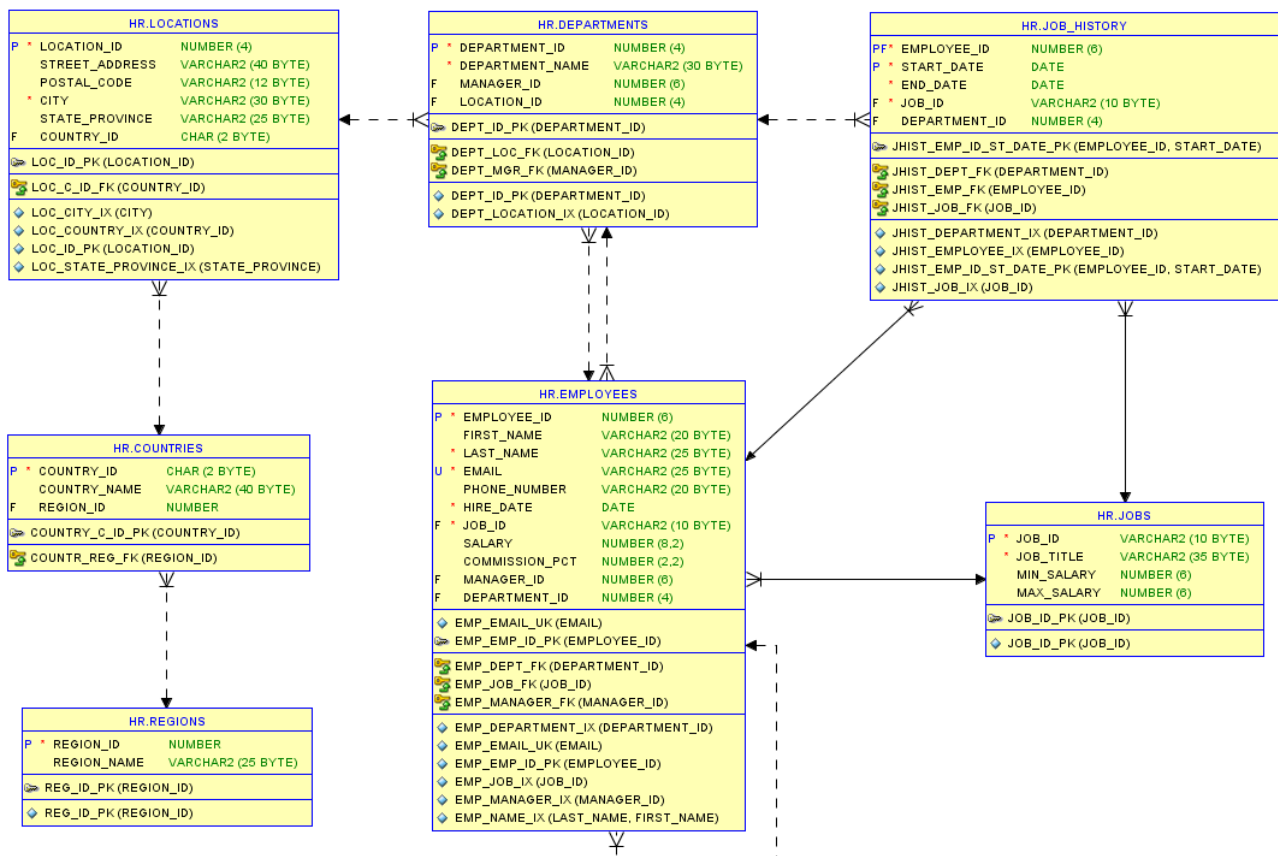 HR.LOCATIONS
P * LOCATION_ID NUMBER (4)
STREET_ADDRESS VARCHAR2 (40 BYTE)
POSTAL_CODE VARCHAR2 (12 BYTE)
* CITY VARCHAR2 (30 BYTE)
STATE_PROVINCE VARCHAR2 (25 BYTE)
F COUNTRY_ID CHAR (2 BYTE)
LOC_ID_PK (LOCATION_ID)
LOC_C_ID_FK (COUNTRY_ID)
LOC_CITY_IX (CITY)
LOC_COUNTRY_IX (COUNTRY_ID)
LOC_ID_PK (LOCATION_ID)
LOC_STATE_PROVINCE_IX (STATE_PROVINCE)
HR.DEPARTMENTS
P * DEPARTMENT_ID NUMBER (4)
* DEPARTMENT_NAME VARCHAR2 (30 BYTE)
F MANAGER_ID NUMBER (6)
F LOCATION_ID NUMBER (4)
DEPT_ID_PK (DEPARTMENT_ID)
DEPT_LOC_FK (LOCATION_ID)
DEPT_MGR_FK (MANAGER_ID)
DEPT_ID_PK (DEPARTMENT_ID)
DEPT_LOCATION_IX (LOCATION_ID)
HR.JOB_HISTORY
PF* EMPLOYEE_ID NUMBER (6)
P * START_DATE DATE
* END_DATE DATE
F * JOB_ID VARCHAR2 (10 BYTE)
F DEPARTMENT_ID NUMBER (4)
JHIST_EMP_ID_ST_DATE_PK (EMPLOYEE_ID, START_DATE)
JHIST_DEPT_FK (DEPARTMENT_ID)
JHIST_EMP_FK (EMPLOYEE_ID)
JHIST_JOB_FK (JOB_ID)
JHIST_DEPARTMENT_IX (DEPARTMENT_ID)
JHIST_EMPLOYEE_IX (EMPLOYEE_ID)
JHIST_EMP_ID_ST_DATE_PK (EMPLOYEE_ID, START_DATE)
JHIST_JOB_IX (JOB_ID)
HR.COUNTRIES
P * COUNTRY_ID CHAR (2 BYTE)
COUNTRY_NAME VARCHAR2 (40 BYTE)
F REGION_ID NUMBER
COUNTRY_C_ID_PK (COUNTRY_ID)
COUNTR_REG_FK (REGION_ID)
HR.EMPLOYEES
P * EMPLOYEE_ID NUMBER (6)
FIRST_NAME VARCHAR2 (20 BYTE)
* LAST_NAME VARCHAR2 (25 BYTE)
U * EMAIL VARCHAR2 (25 BYTE)
PHONE_NUMBER VARCHAR2 (20 BYTE)
* HIRE_DATE DATE
F * JOB_ID VARCHAR2 (10 BYTE)
SALARY NUMBER (8,2)
COMMISSION_PCT NUMBER (2,2)
F MANAGER_ID NUMBER (6)
F DEPARTMENT_ID NUMBER (4)
EMP_EMAIL_UK (EMAIL)
EMP_EMP_ID_PK (EMPLOYEE_ID)
EMP_DEPT_FK (DEPARTMENT_ID)
EMP_JOB_FK (JOB_ID)
EMP_MANAGER_FK (MANAGER_ID)
EMP_DEPARTMENT_IX (DEPARTMENT_ID)
EMP_EMAIL_UK (EMAIL)
EMP_EMP_ID_PK (EMPLOYEE_ID)
EMP_JOB_IX (JOB_ID)
EMP_MANAGER_IX (MANAGER_ID)
EMP_NAME_IX (LAST_NAME, FIRST_NAME)
HR.JOBS
P * JOB_ID VARCHAR2 (10 BYTE)
* JOB_TITLE VARCHAR2 (35 BYTE)
MIN_SALARY NUMBER (6)
MAX_SALARY NUMBER (6)
JOB_ID_PK (JOB_ID)
JOB_ID_PK (JOB_ID)
HR.REGIONS
P * REGION_ID NUMBER
REGION_NAME VARCHAR2 (25 BYTE)
REG_ID_PK (REGION_ID)
REG_ID_PK (REGION_ID)